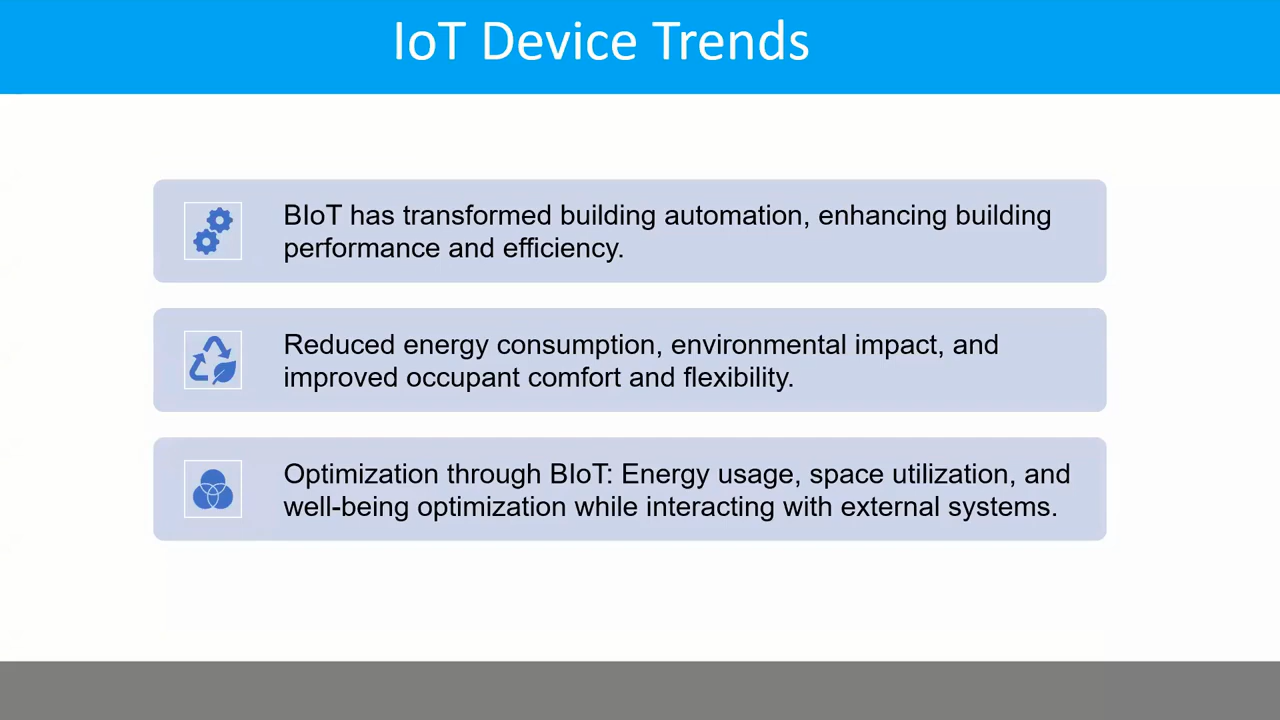 IoT Device Trends
BIoT has transformed building automation, enhancing building
performance and efficiency.
Reduced energy consumption, environmental impact, and
improved occupant comfort and flexibility.
Optimization through BIoT: Energy usage, space utilization, and
well-being optimization while interacting with external systems.